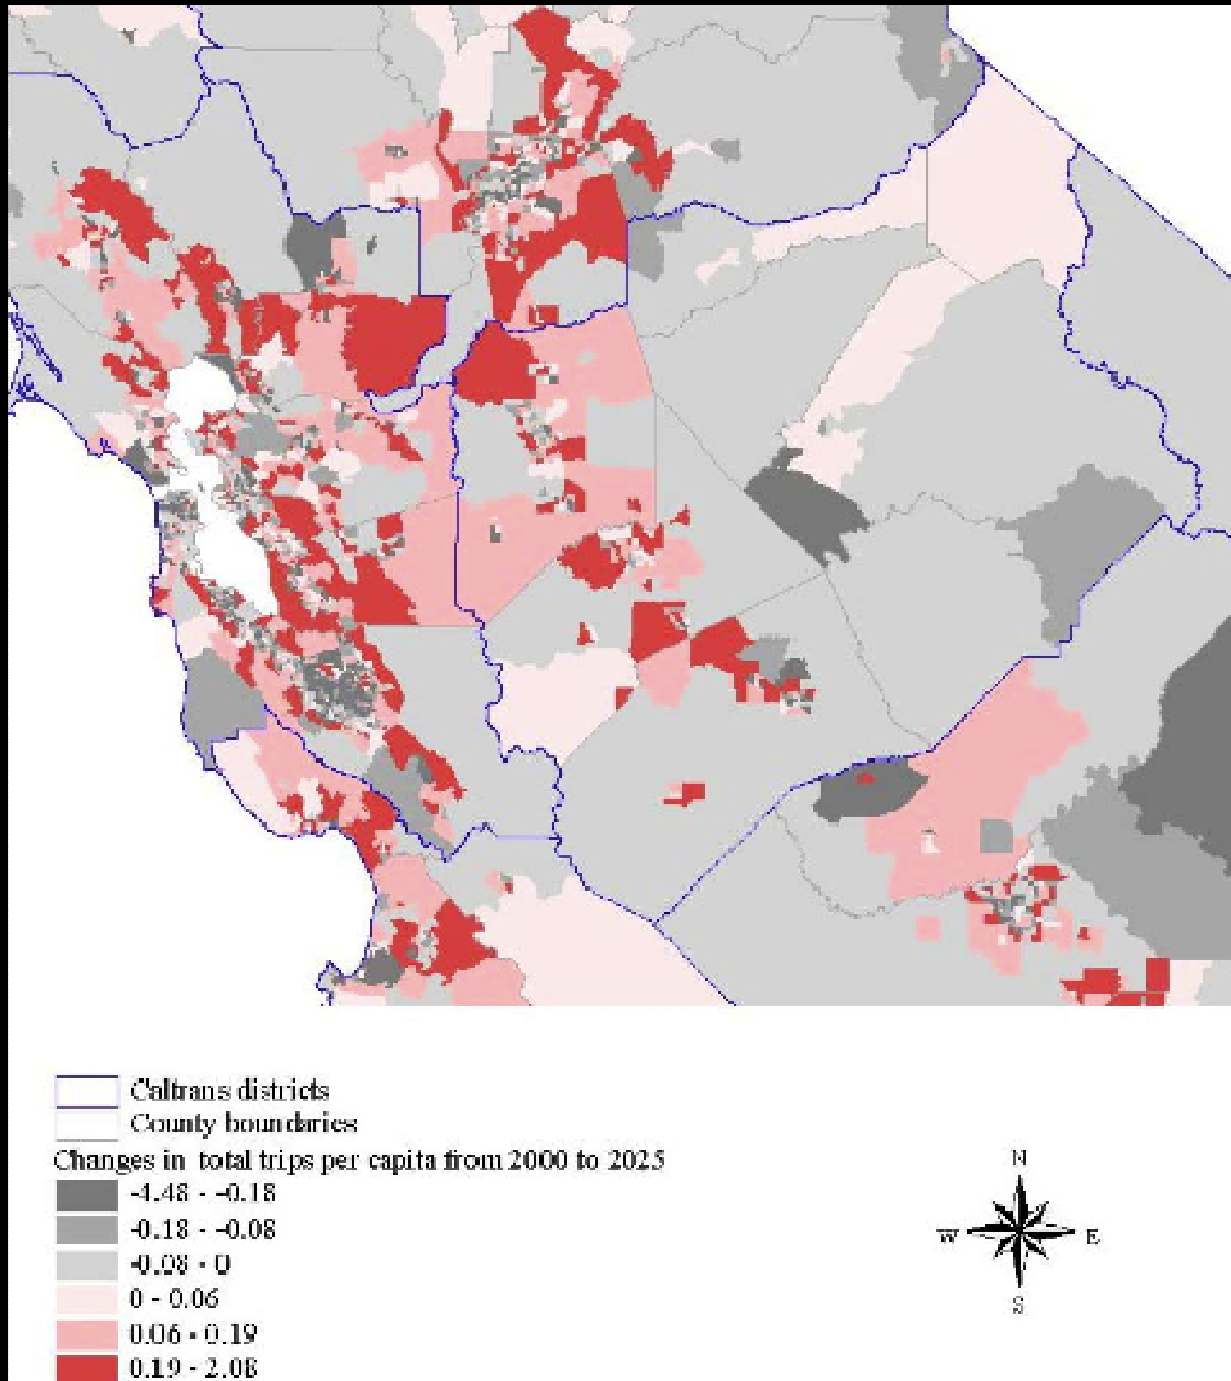 Caltrans districts
County boundaries
Changes in total trips per capita from 2000 to 2025
-4.48 - -0.18
-0.18 - -0.08
-0.08 - 0
0 - 0.06
0.06 - 0.19
0.19 - 2.08
N
W E
S